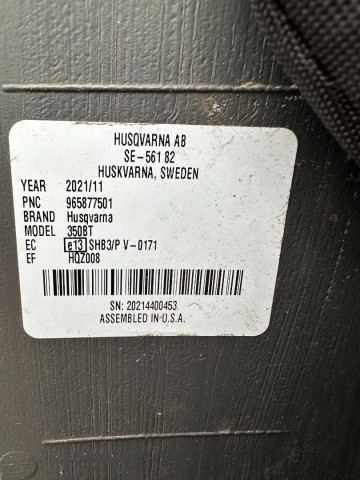 HUSQVARNA AB
SE-561 82
HUSKVARNA, SWEDEN
YEAR 2021/11
PNC 965877501
BRAND Husqvarna
MODEL 350BT
EC e13 SHB3/P V-0171
EF HQZ008
SN: 20214400453
ASSEMBLED IN U.S.A.